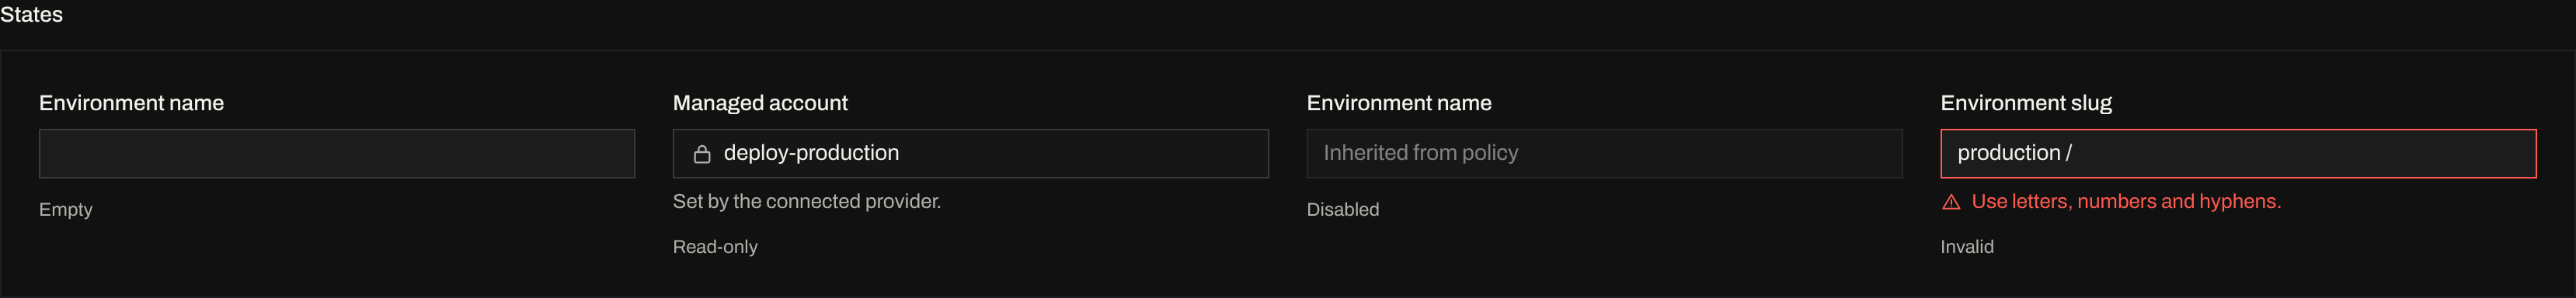 States
Environment name
Empty
Managed account
deploy-production
Set by the connected provider.
Read-only
Environment name
Inherited from policy
Disabled
Environment slug
production /
Use letters, numbers and hyphens.
Invalid